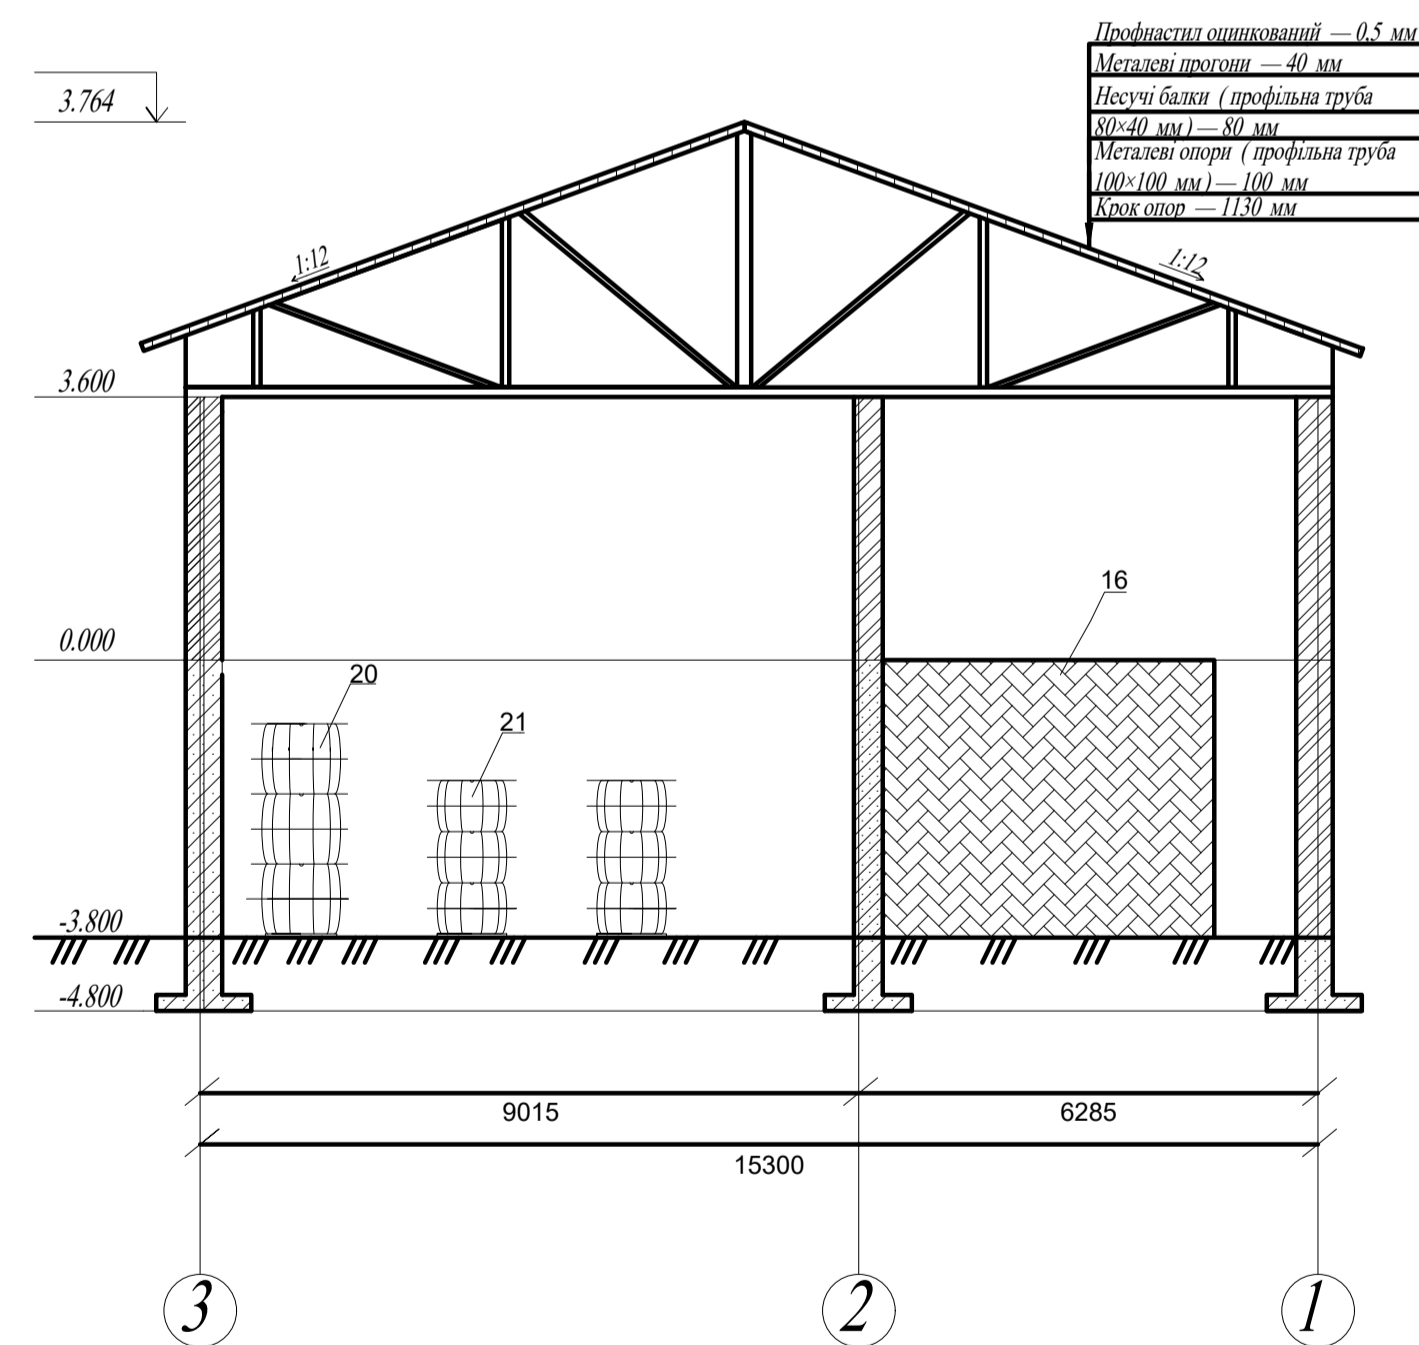 Профнастил оцинкований — 0,5 мм
Металеві прогони — 40 мм
Несучі балки (профільна труба
80×40 мм) — 80 мм
Металеві опори (профільна труба
100×100 мм) — 100 мм
Крок опор — 1130 мм
3.764
1:12
1:12
3.600
16
0.000
20
21
-3.800
-4.800
9015
6285
15300
3
2
1